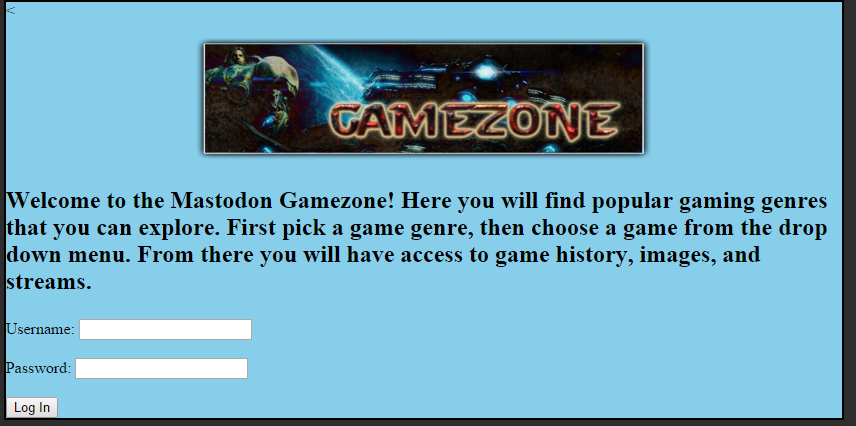 <
GAMEZONE
Welcome to the Mastodon Gamezone! Here you will find popular gaming genres
that you can explore. First pick a game genre, then choose a game from the drop
down menu. From there you will have access to game history, images, and
streams.
Username:
Password:
Log In